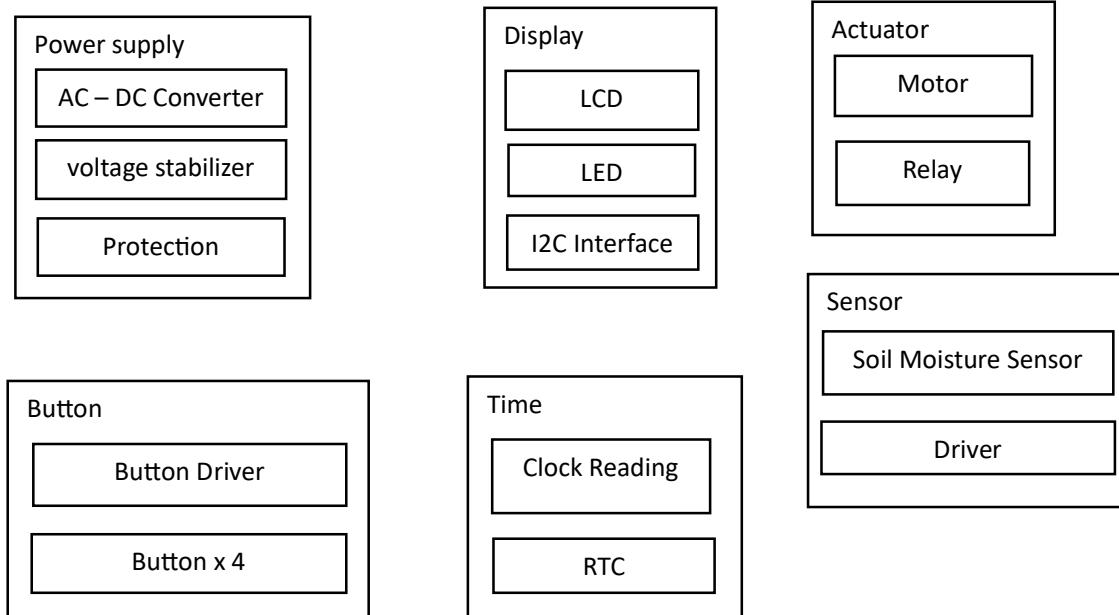 Power supply
AC – DC Converter
voltage stabilizer
Protection
Display
LCD
LED
I2C Interface
Actuator
Motor
Relay
Sensor
Soil Moisture Sensor
Driver
Button
Button Driver
Button x 4
Time
Clock Reading
RTC